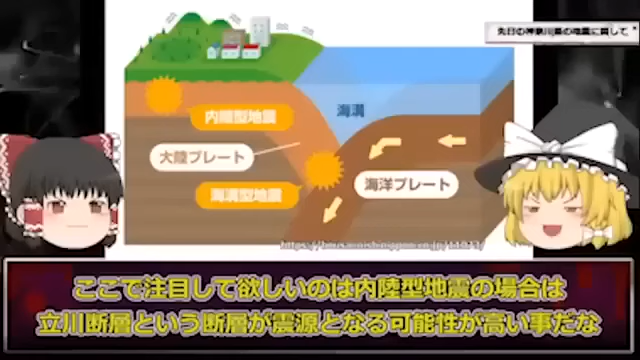 先日の神奈川県の地震に関して
内陸型地震
海溝
大陸プレート
海洋プレート
海溝型地震
ここで注目して欲しいのは内陸型地震の場合は
立川断層という断層が震源となる可能性が高い事だな